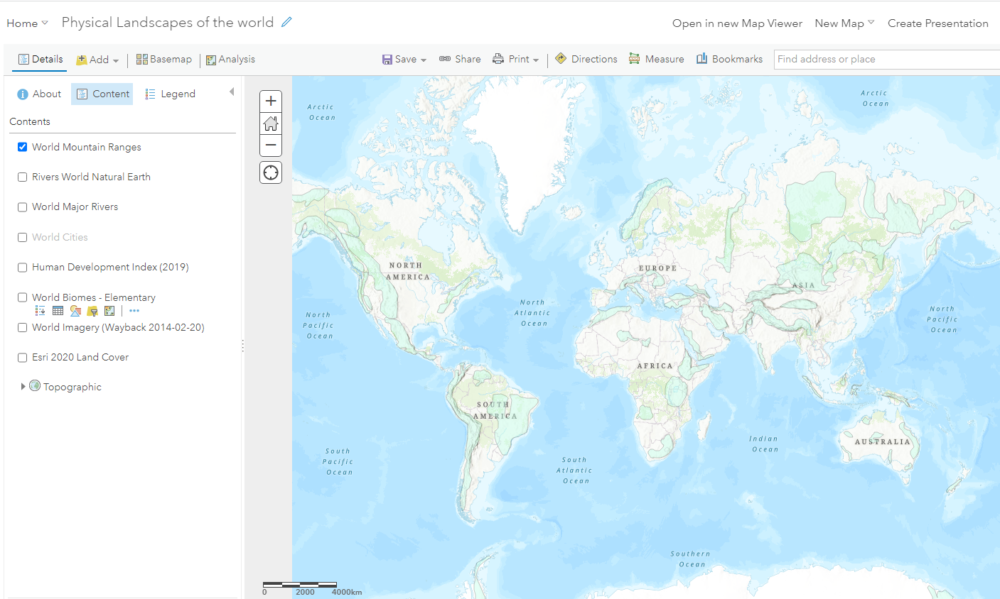 Home
Physical Landscapes of the world
Open in new Map Viewer
New Map
Create Presentation
Details
Add
Basemap
Analysis
Save
Share
Print
Directions
Measure
Bookmarks
Find address or place
About
Content
Legend
Contents
World Mountain Ranges
Rivers World Natural Earth
World Major Rivers
World Cities
Human Development Index (2019)
World Biomes - Elementary
World Imagery (Wayback 2014-02-20)
Esri 2020 Land Cover
Topographic
Arctic
Ocean
Arctic
Ocean
NORTH
AMERICA
EUROPE
ASIA
North
Pacific
Ocean
North
Atlantic
Ocean
North
Pacific
Ocean
AFRICA
SOUTH
AMERICA
AUSTRALIA
South
Pacific
Ocean
South
Atlantic
Ocean
Indian
Ocean
Southern
Ocean
0 2000 4000km